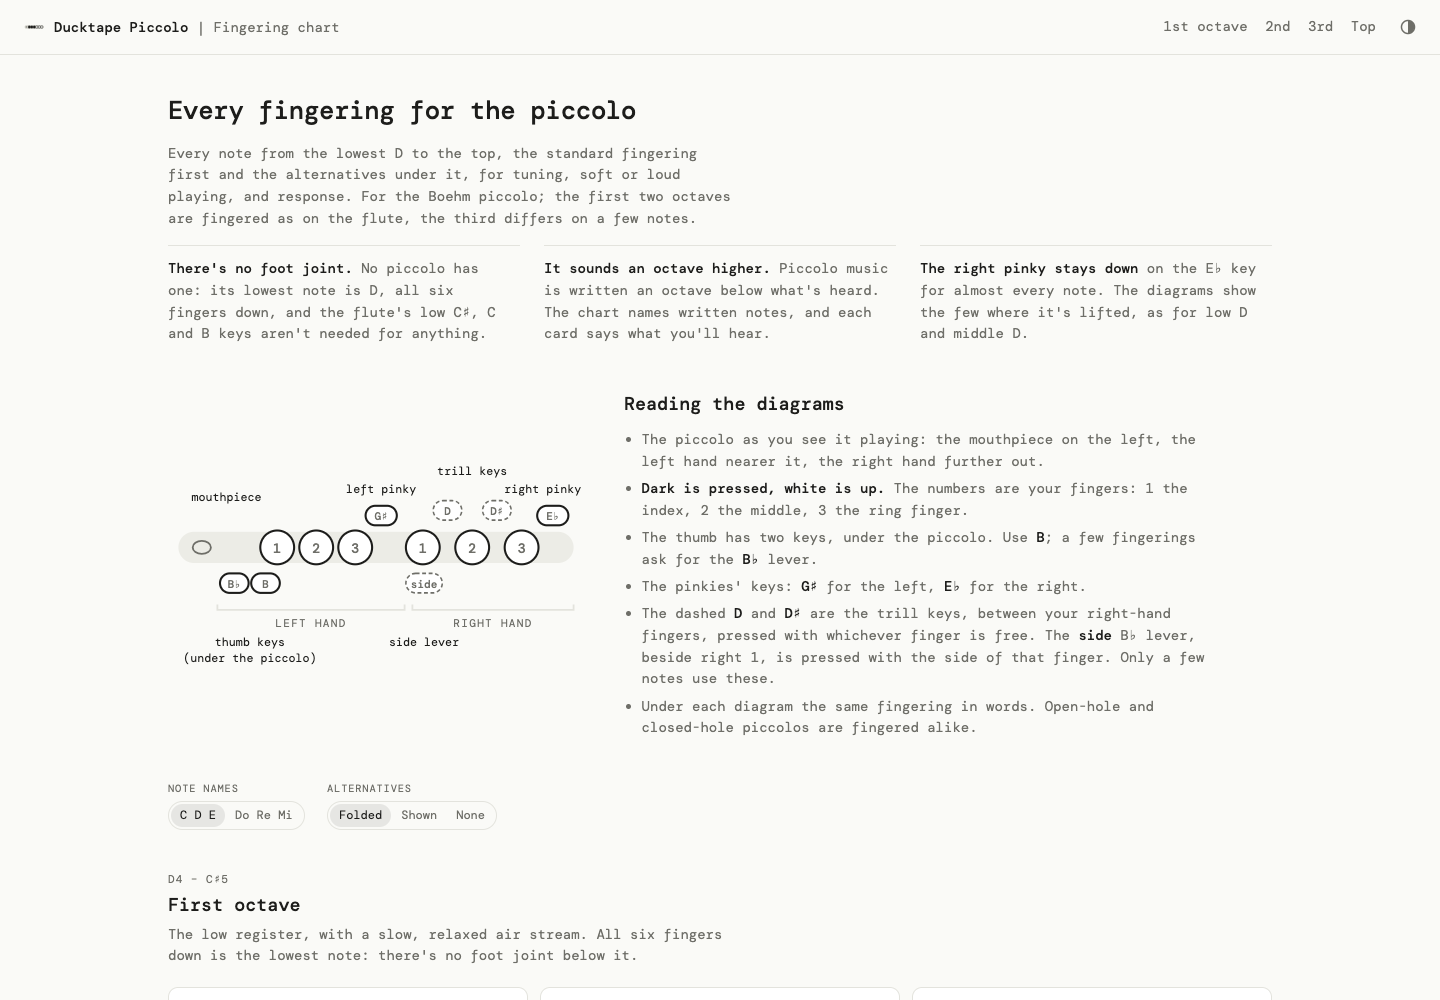 Ducktape Piccolo | Fingering chart
1st octave 2nd 3rd Top
Every fingering for the piccolo
Every note from the lowest D to the top, the standard fingering
first and the alternatives under it, for tuning, soft or loud
playing, and response. For the Boehm piccolo; the first two octaves
are fingered as on the flute, the third differs on a few notes.
There's no foot joint. No piccolo has
one: its lowest note is D, all six
fingers down, and the flute's low C♯, C
and B keys aren't needed for anything.
It sounds an octave higher. Piccolo music
is written an octave below what's heard.
The chart names written notes, and each
card says what you'll hear.
The right pinky stays down on the E♭ key
for almost every note. The diagrams show
the few where it's lifted, as for low D
and middle D.
trill keys
left pinky
right pinky
mouthpiece
G♯
D
D♯
E♭
1 2 3 1 2 3
B♭ B side
LEFT HAND RIGHT HAND
thumb keys
(under the piccolo)
side lever
Reading the diagrams
• The piccolo as you see it playing: the mouthpiece on the left, the
left hand nearer it, the right hand further out.
• Dark is pressed, white is up. The numbers are your fingers: 1 the
index, 2 the middle, 3 the ring finger.
• The thumb has two keys, under the piccolo. Use B; a few fingerings
ask for the B♭ lever.
• The pinkies' keys: G♯ for the left, E♭ for the right.
• The dashed D and D♯ are the trill keys, between your right-hand
fingers, pressed with whichever finger is free. The side B♭ lever,
beside right 1, is pressed with the side of that finger. Only a few
notes use these.
• Under each diagram the same fingering in words. Open-hole and
closed-hole piccolos are fingered alike.
NOTE NAMES
C D E Do Re Mi
ALTERNATIVES
Folded Shown None
D4 – C♯5
First octave
The low register, with a slow, relaxed air stream. All six fingers
down is the lowest note: there's no foot joint below it.